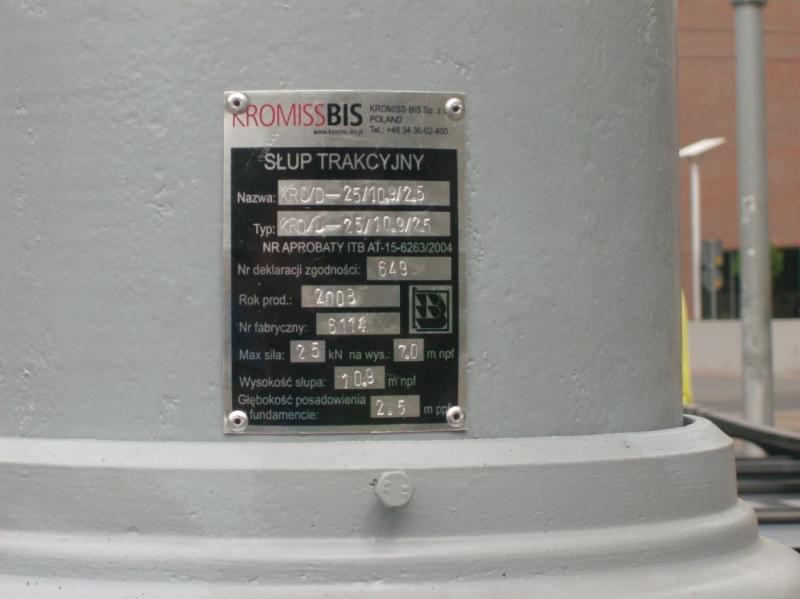 KROMISSBIS
KROMISS-BIS Sp. z
POLAND
Tel.: +48 34 36-02-400
www.kromiss-bis.pl
SŁUP TRAKCYJNY
Nazwa: KRO/D-25/10.9/2.5
Typ: KRO/D-25/10.9/2.5
NR APROBATY ITB AT-15-6263/2004
Nr deklaracji zgodności: 649
Rok prod.: 2008
Nr fabryczny: 6114
Max siła: 25 kN na wys.: 7.0 m npf
Wysokość słupa: 10.9 m npf
Głębokość posadowienia
w fundamencie: 2.5 m ppf